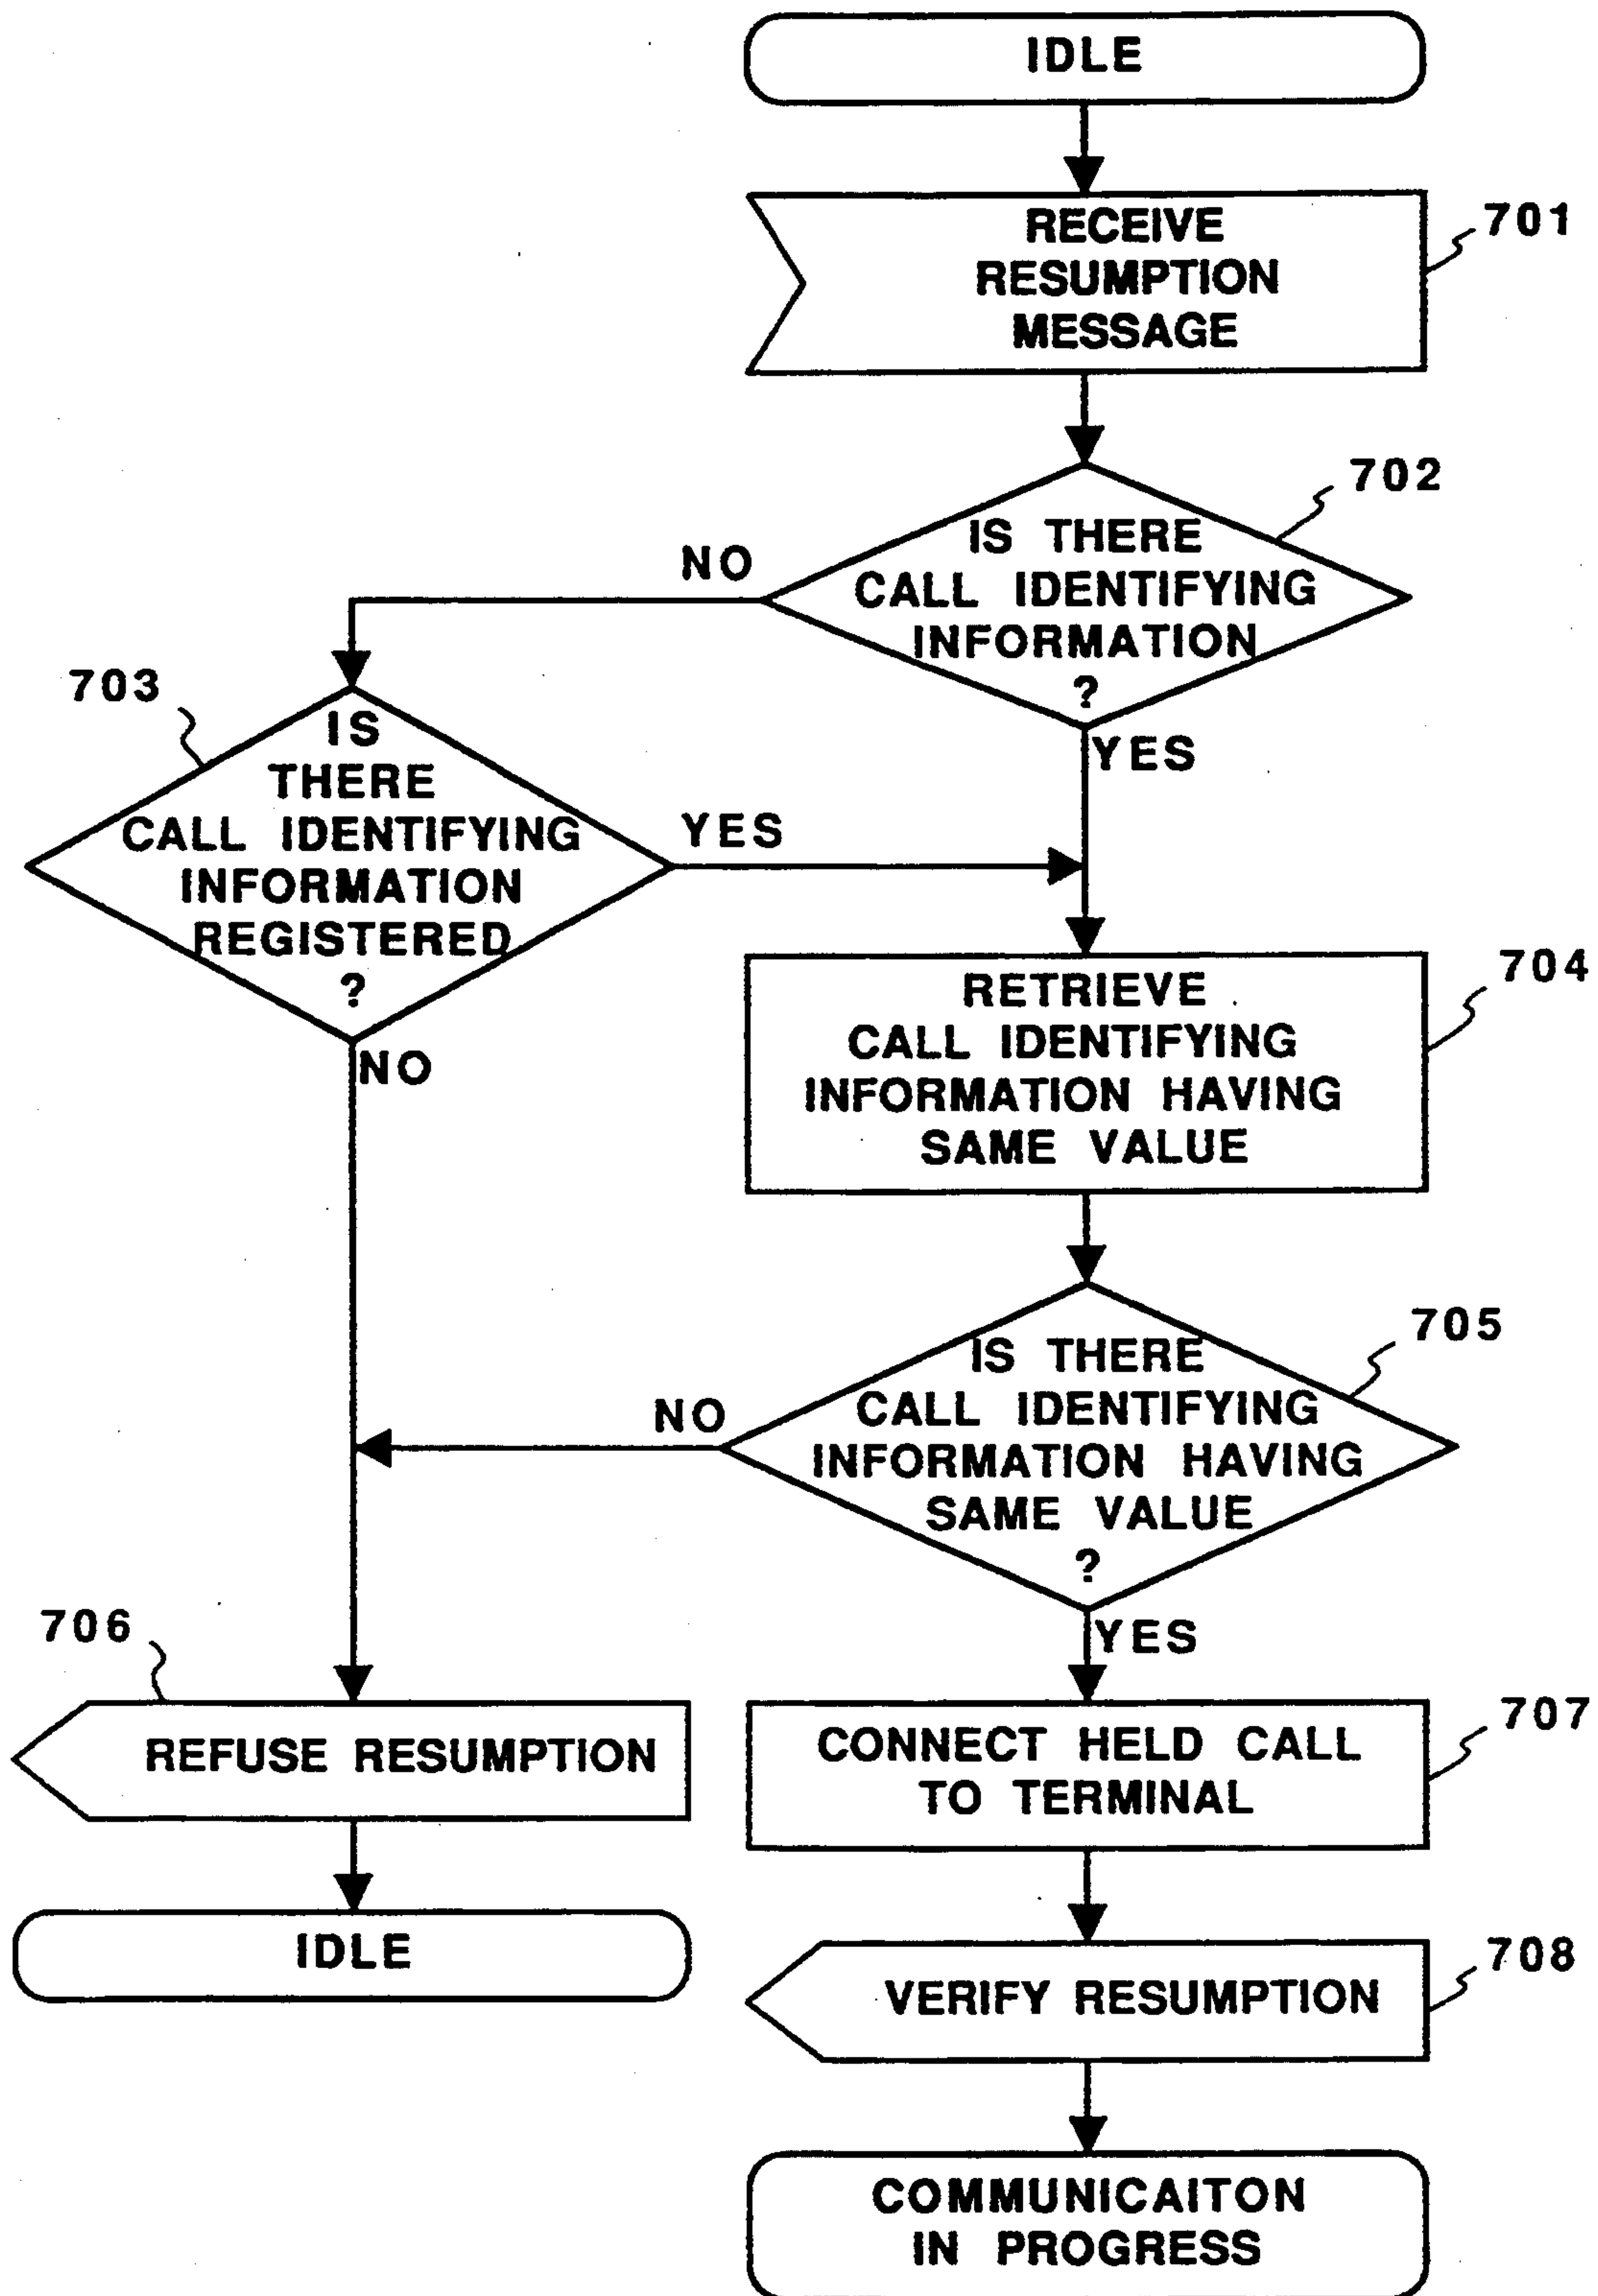 IDLE
RECEIVE
RESUMPTION
MESSAGE
701
702
IS THERE
CALL IDENTIFYING
INFORMATION
?
NO
YES
703
IS
THERE
CALL IDENTIFYING
INFORMATION
REGISTERED
?
YES
NO
704
RETRIEVE
CALL IDENTIFYING
INFORMATION HAVING
SAME VALUE
705
IS THERE
CALL IDENTIFYING
INFORMATION HAVING
SAME VALUE
?
NO
YES
706
REFUSE RESUMPTION
IDLE
707
CONNECT HELD CALL
TO TERMINAL
708
VERIFY RESUMPTION
COMMUNICAITON
IN PROGRESS